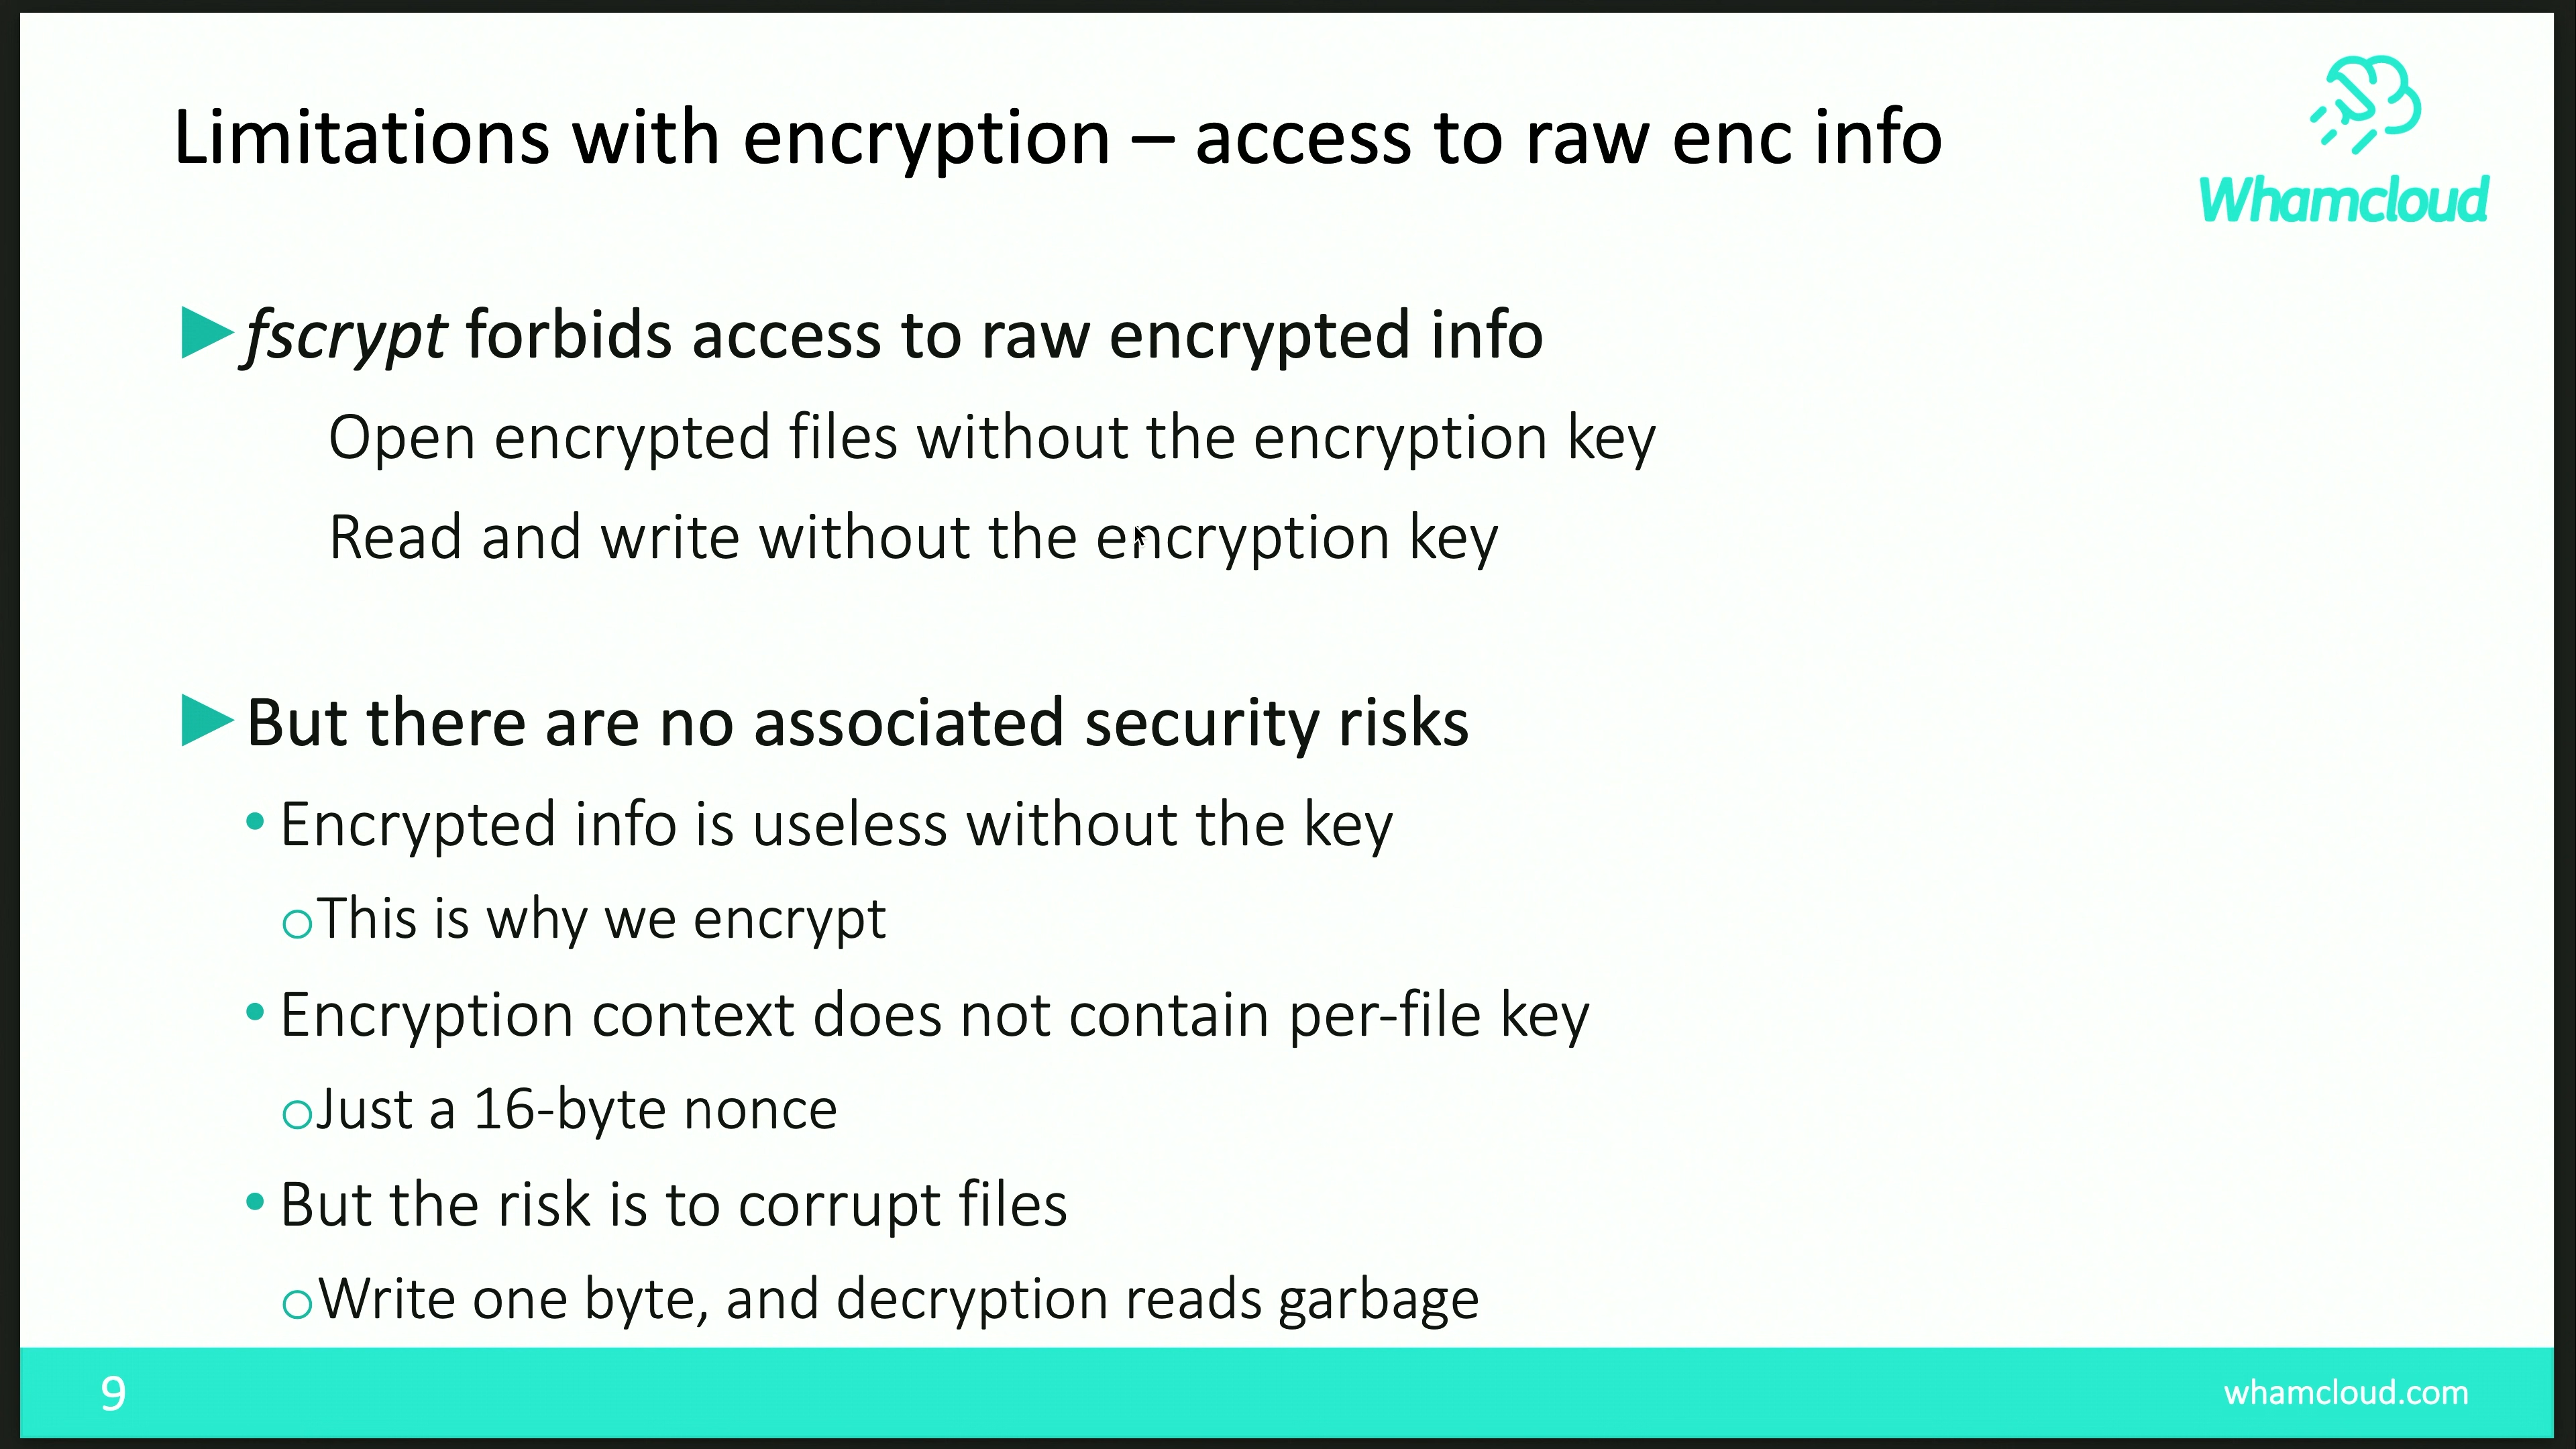 Limitations with encryption – access to raw enc info
Whamcloud
fscrypt forbids access to raw encrypted info
Open encrypted files without the encryption key
Read and write without the encryption key
But there are no associated security risks
• Encrypted info is useless without the key
○ This is why we encrypt
• Encryption context does not contain per-file key
○ Just a 16-byte nonce
• But the risk is to corrupt files
○ Write one byte, and decryption reads garbage
9
whamcloud.com